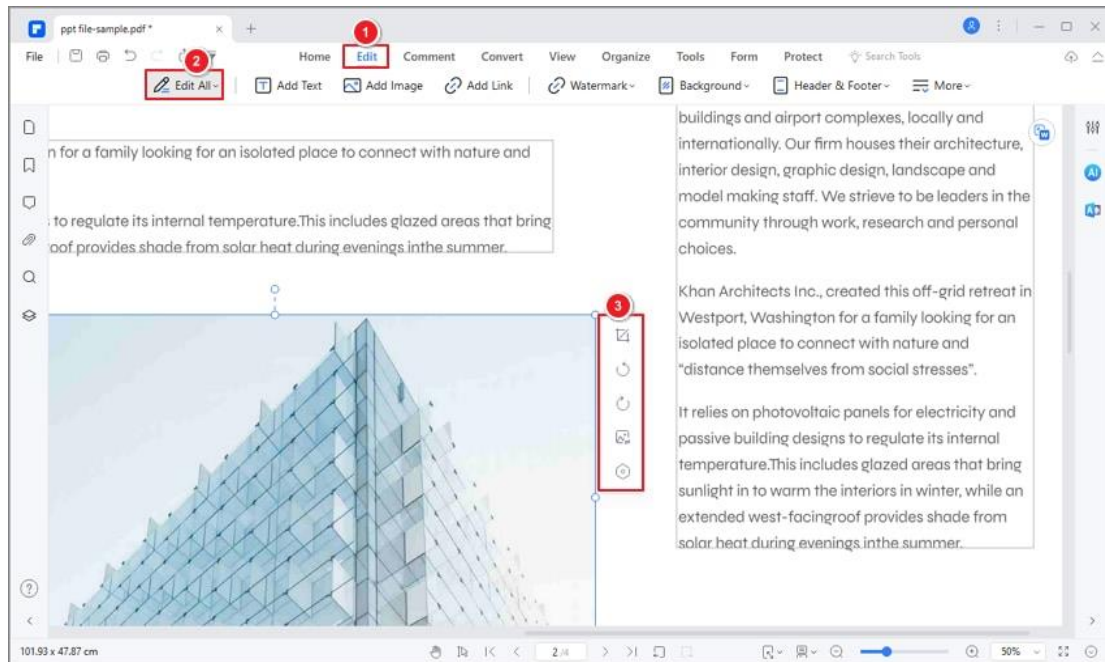 ppt file-sample.pdf *
1
File
2
Home Edit Comment Convert View Organize Tools Form Protect Search Tools
Edit All Add Text Add Image Add Link Watermark Background Header & Footer More
n for a family looking for an isolated place to connect with nature and
to regulate its internal temperature.This includes glazed areas that bring
oof provides shade from solar heat during evenings inthe summer.
buildings and airport complexes, locally and
internationally. Our firm houses their architecture,
interior design, graphic design, landscape and
model making staff. We strieve to be leaders in the
community through work, research and personal
choices.
Khan Architects Inc., created this off-grid retreat in
Westport, Washington for a family looking for an
isolated place to connect with nature and
“distance themselves from social stresses”.
It relies on photovoltaic panels for electricity and
passive building designs to regulate its internal
temperature.This includes glazed areas that bring
sunlight in to warm the interiors in winter, while an
extended west-facingroof provides shade from
solar heat during evenings inthe summer.
3
W
AI
A
101.93 x 47.87 cm
2 /4
50%